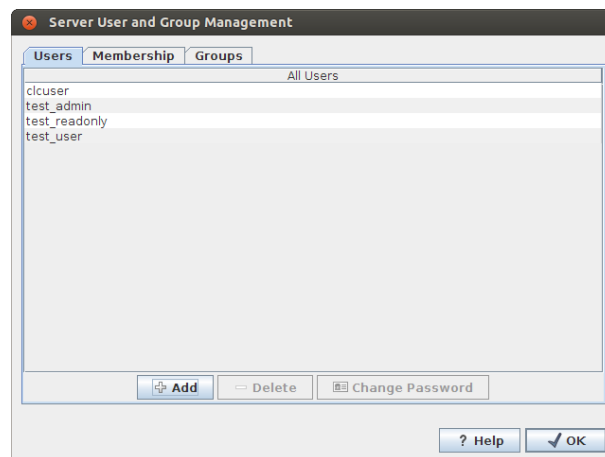 Server User and Group Management
Users Membership Groups
All Users
clcuser
test_admin
test_readonly
test_user
Add Delete Change Password
? Help OK